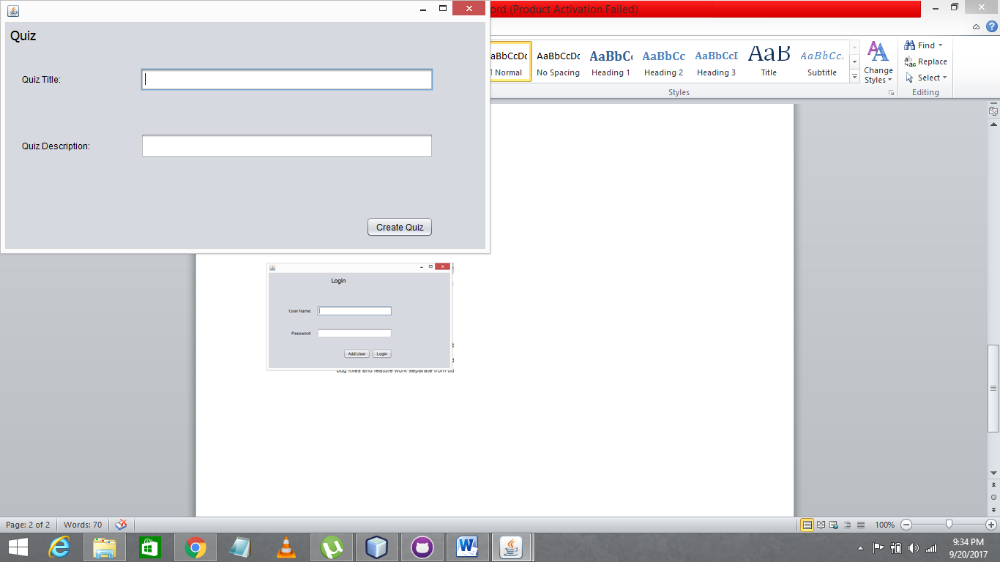 Quiz
Quiz Title:
Quiz Description:
Create Quiz
ord (Product Activation Failed)
AaBbCcDc AaBbCcDc AaBbCc AaBbCc AaBbCcI AaB AaBbCc.
Normal No Spacing Heading 1 Heading 2 Heading 3 Title Subtitle
Change
Styles
Find
Replace
Select
Styles
Editing
Login
User Name:
Password:
Add User Login
bug fixes and feature work separate from
Page: 2 of 2 Words: 70
100%
9:34 PM
9/20/2017